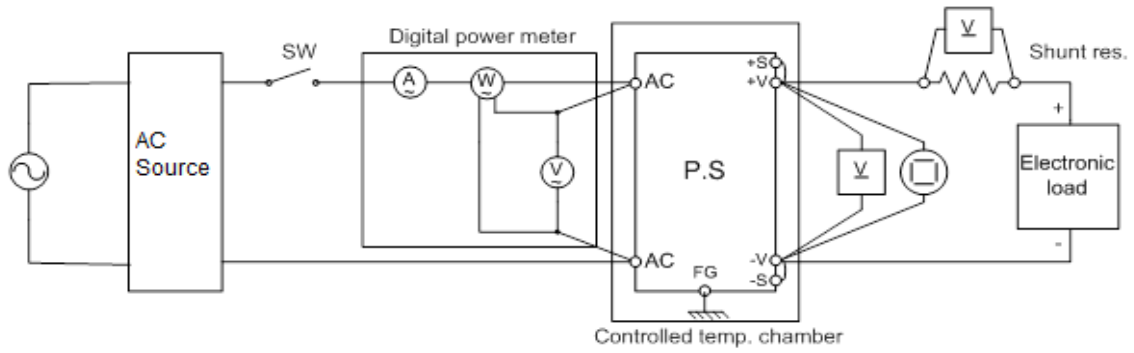 SW
Digital power meter
AC
Source
A
W
V
AC
AC
P.S
FG
+S
+V
-V
-S
V
V
Shunt res.
+
Electronic
load
-
Controlled temp. chamber